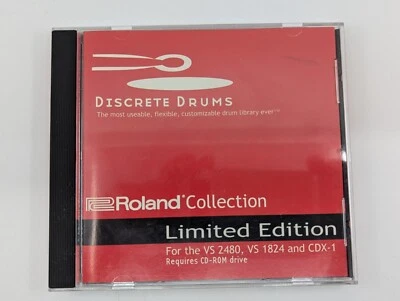 DISCRETE DRUMS
The most useable, flexible, customizable drum library ever™
Roland® Collection
Limited Edition
For the VS 2480, VS 1824 and CDX-1
Requires CD-ROM drive